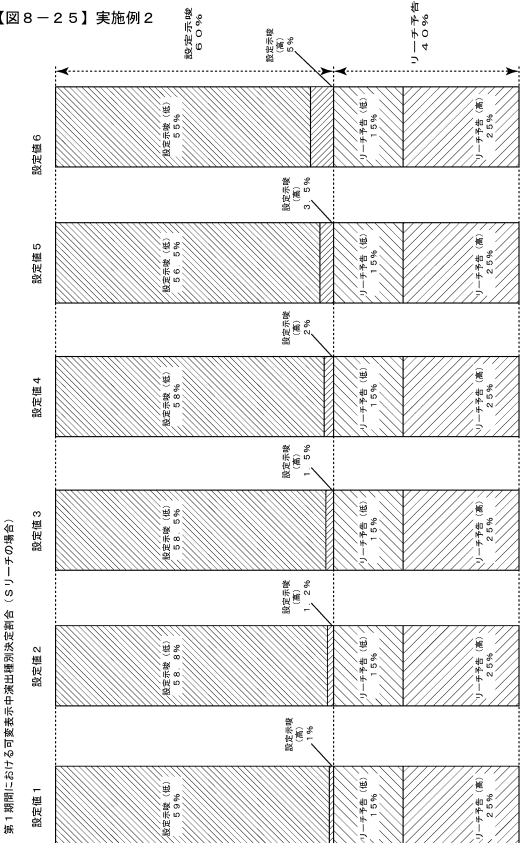 【図８－２５】実施例２
第１期間における可変表示中演出種別決定割合（Ｓリーチの場合）
設定示唆
６０％
リーチ予告
４０％
設定値１
設定示唆（低）
５９％
設定示唆
（高）
１％
リーチ予告（低）
１５％
リーチ予告（高）
２５％
設定値２
設定示唆（低）
５８．８％
設定示唆
（高）
１．２％
リーチ予告（低）
１５％
リーチ予告（高）
２５％
設定値３
設定示唆（低）
５８．５％
設定示唆
（高）
１．５％
リーチ予告（低）
１５％
リーチ予告（高）
２５％
設定値４
設定示唆（低）
５８％
設定示唆
（高）
２％
リーチ予告（低）
１５％
リーチ予告（高）
２５％
設定値５
設定示唆（低）
５６．５％
設定示唆
（高）
３．５％
リーチ予告（低）
１５％
リーチ予告（高）
２５％
設定値６
設定示唆（低）
５５％
設定示唆
（高）
５％
リーチ予告（低）
１５％
リーチ予告（高）
２５％